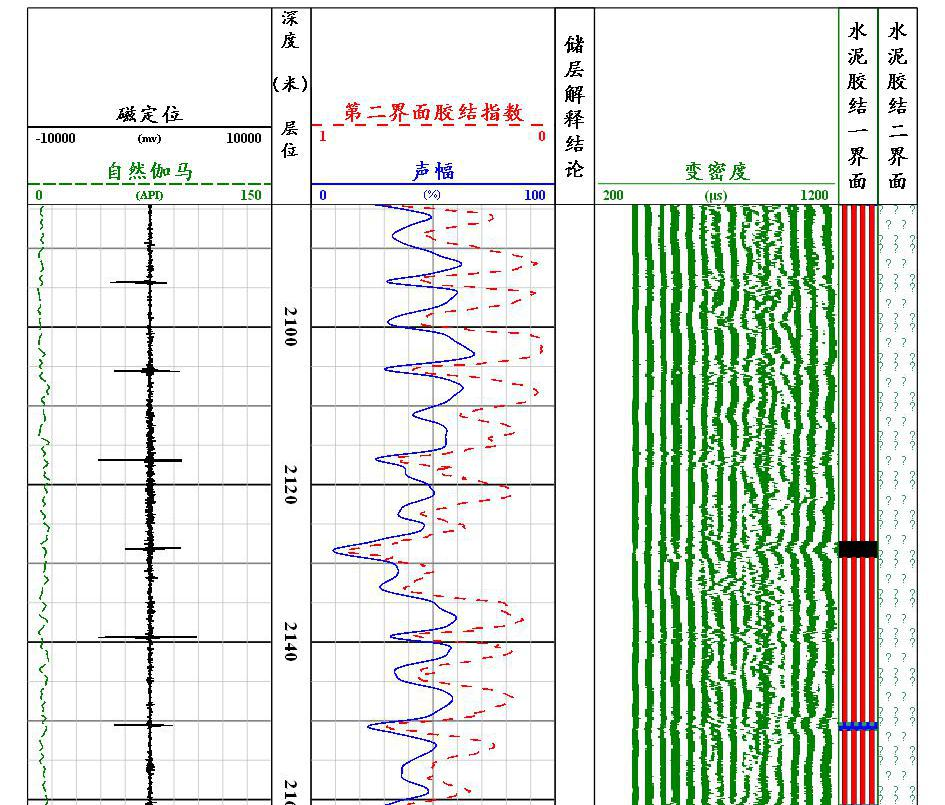 磁定位
-10000 (mv) 10000
自然伽马
0 (API) 150
深度
(米)
层位
第二界面胶结指数
1 0
声幅
0 (%) 100
储层解释结论
变密度
200 (μs) 1200
水泥胶结一界面
水泥胶结二界面
2100
2120
2140